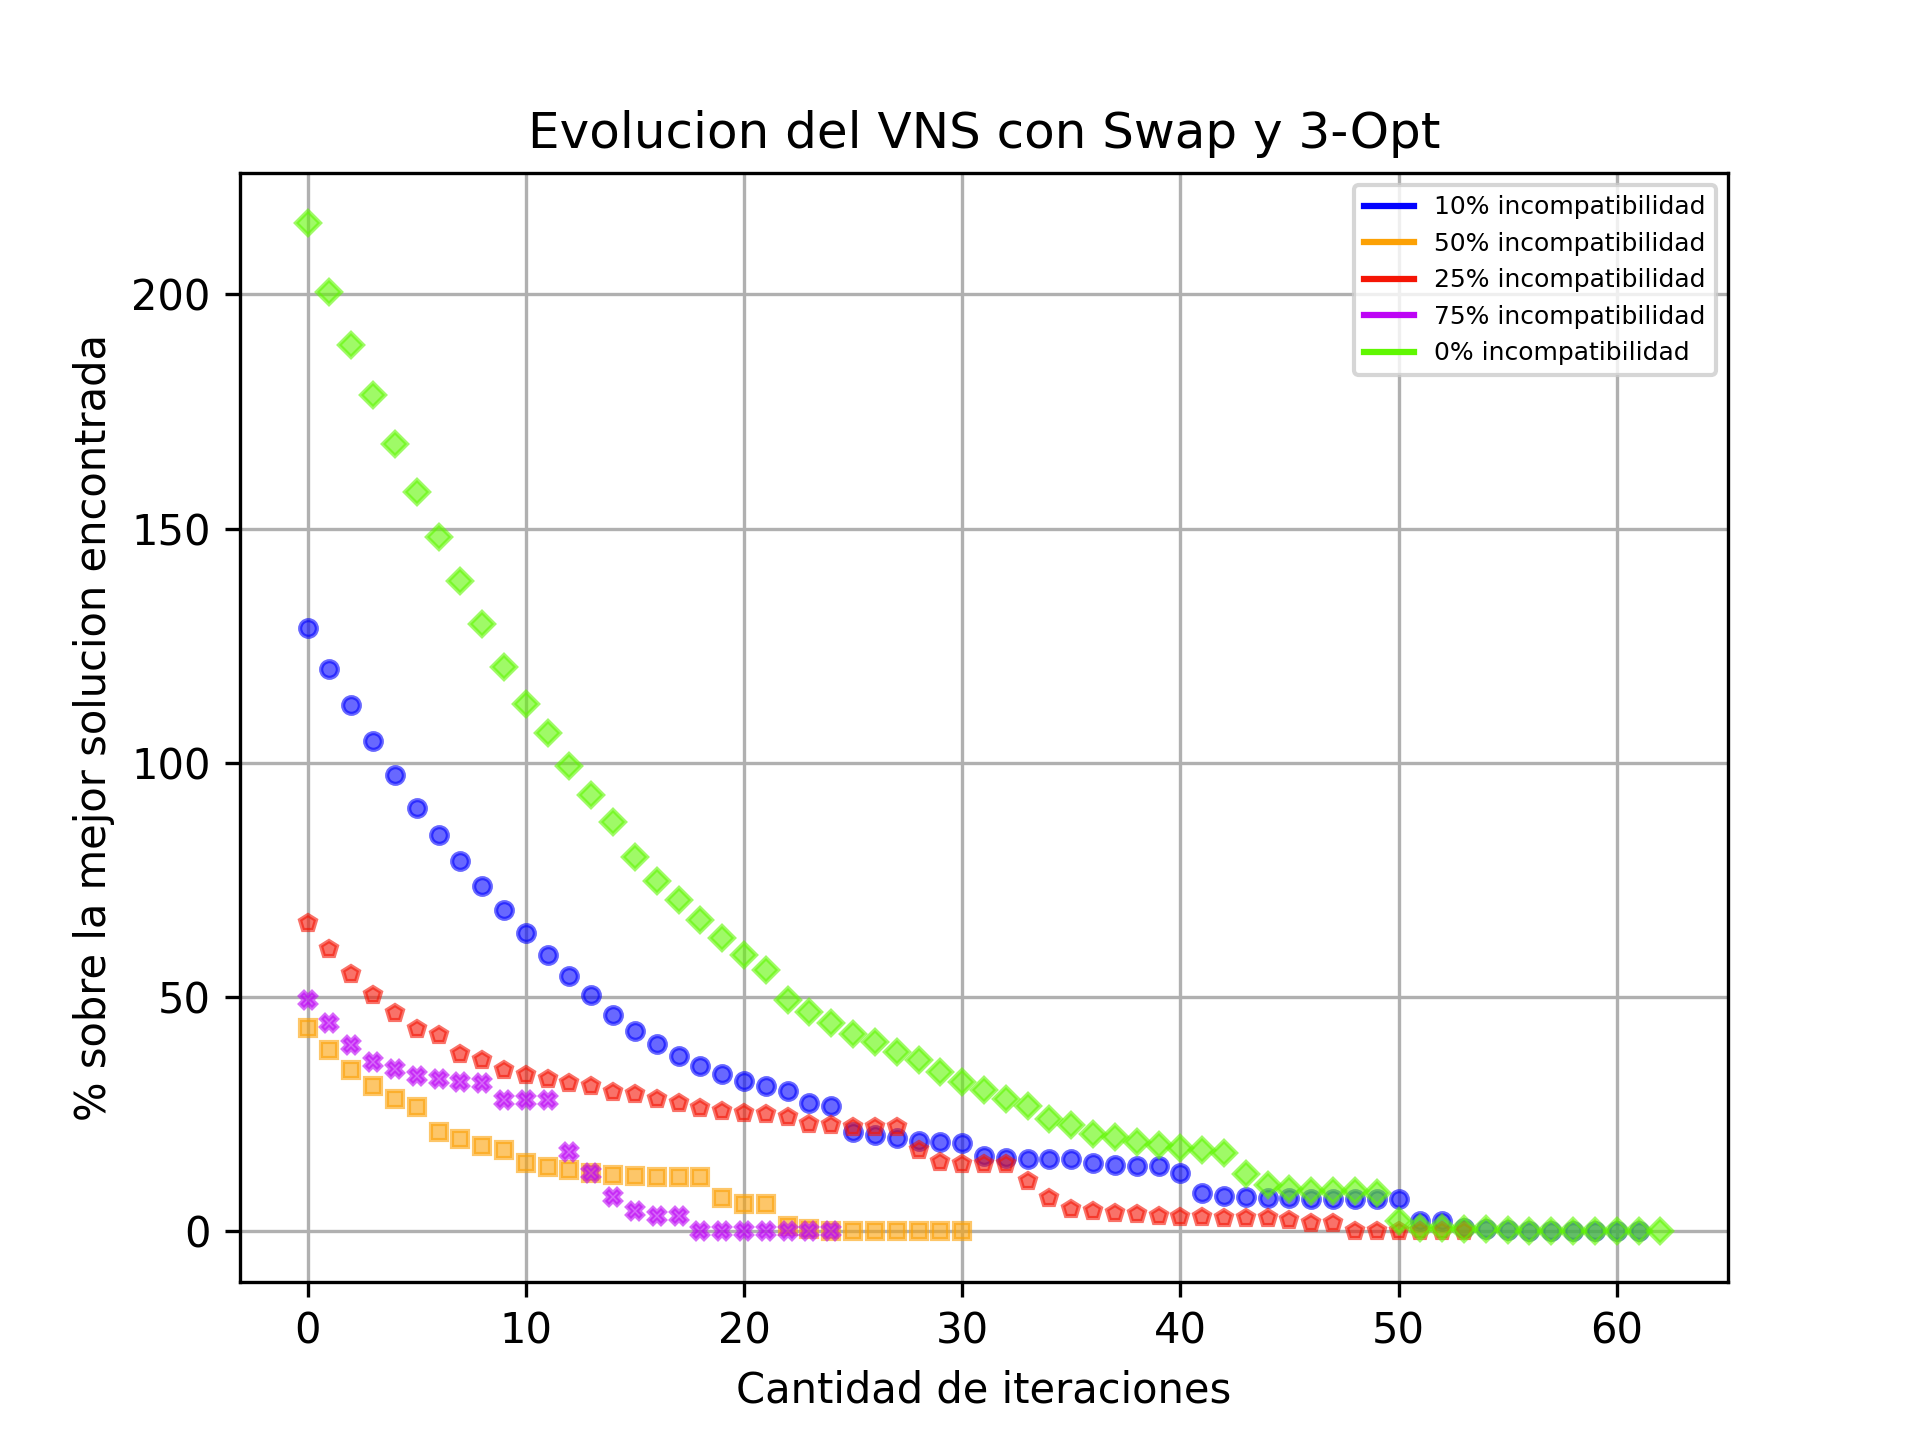 Evolucion del VNS con Swap y 3-Opt
10% incompatibilidad
50% incompatibilidad
25% incompatibilidad
75% incompatibilidad
0% incompatibilidad
% sobre la mejor solucion encontrada
200
150
100
50
0
0 10 20 30 40 50 60
Cantidad de iteraciones